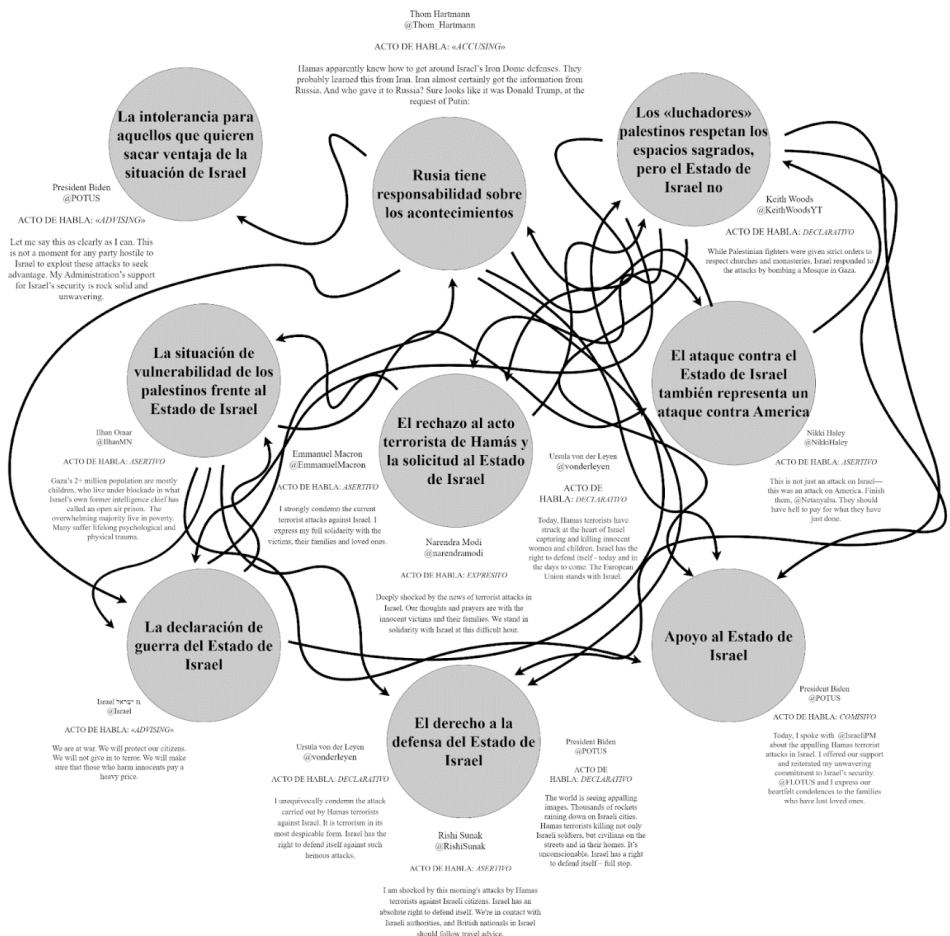 Thom Hartmann
@Thom_Hartmann
ACTO DE HABLA: «ACCUSING»
Hamas apparently knew how to get around Israel's Iron Dome defenses. They
probably learned this from Iran. Iran almost certainly got the information from
Russia. And who gave it to Russia? Sure looks like it was Donald Trump, at the
request of Putin:
La intolerancia para
aquellos que quieren
sacar ventaja de la
situación de Israel
President Biden
@POTUS
ACTO DE HABLA: «ADVISING»
Let me say this as clearly as I can. This
is not a moment for any party hostile to
Israel to exploit these attacks to seek
advantage. My Administration's support
for Israel's security is rock solid and
unwavering.
Rusia tiene
responsabilidad sobre
los acontecimientos
Los «luchadores»
palestinos respetan los
espacios sagrados,
pero el Estado de
Israel no
Keith Woods
@KeithWoodsYT
ACTO DE HABLA: DECLARATIVO
While Palestinian fighters were given strict orders to
respect churches and monasteries, Israel responded to
the attacks by bombing a Mosque in Gaza.
La situación de
vulnerabilidad de los
palestinos frente al
Estado de Israel
Ilhan Omar
@IlhanMN
ACTO DE HABLA: ASERTIVO
Gaza's 2+ million population are mostly
children, who live under blockade in what
Israel's own former intelligence chief has
called an open air prison. The
overwhelming majority live in poverty.
Many suffer lifelong psychological and
physical trauma.
Emmanuel Macron
@EmmanuelMacron
ACTO DE HABLA: ASERTIVO
I strongly condemn the current
terrorist attacks against Israel. I
express my full solidarity with the
victims, their families and loved ones.
El rechazo al acto
terrorista de Hamás y
la solicitud al Estado
de Israel
Narendra Modi
@narendramodi
ACTO DE HABLA: EXPRESIVO
Deeply shocked by the news of terrorist attacks in
Israel. Our thoughts and prayers are with the
innocent victims and their families. We stand in
solidarity with Israel at this difficult hour.
Ursula von der Leyen
@vonderleyen
ACTO DE
HABLA: DECLARATIVO
Today, Hamas terrorists have
struck at the heart of Israel
capturing and killing innocent
women and children. Israel has the
right to defend itself - today and in
the days to come. The European
Union stands with Israel.
El ataque contra el
Estado de Israel
también representa un
ataque contra America
Nikki Haley
@NikkiHaley
ACTO DE HABLA: ASERTIVO
This is not just an attack on Israel—
this was an attack on America. Finish
them, @Netanyahu. They should
have hell to pay for what they have
just done.
La declaración de
guerra del Estado de
Israel
Israel ישראל
@Israel
ACTO DE HABLA: «ADVISING»
We are at war. We will protect our citizens.
We will not give in to terror. We will make
sure that those who harm innocents pay a
heavy price.
El derecho a la
defensa del Estado de
Israel
Ursula von der Leyen
@vonderleyen
ACTO DE HABLA: DECLARATIVO
I unequivocally condemn the attack
carried out by Hamas terrorists
against Israel. It is terrorism in its
most despicable form. Israel has the
right to defend itself against such
heinous attacks.
Rishi Sunak
@RishiSunak
ACTO DE HABLA: ASERTIVO
I am shocked by this morning's attacks by Hamas
terrorists against Israeli citizens. Israel has an
absolute right to defend itself. We're in contact with
Israeli authorities, and British nationals in Israel
should follow travel advice.
President Biden
@POTUS
ACTO DE
HABLA: DECLARATIVO
The world is seeing appalling
images. Thousands of rockets
raining down on Israeli cities.
Hamas terrorists killing not only
Israeli soldiers, but civilians on the
streets and in their homes. It's
unconscionable. Israel has a right
to defend itself – full stop.
Apoyo al Estado de
Israel
President Biden
@POTUS
ACTO DE HABLA: COMISIVO
Today, I spoke with @IsraeliPM
about the appalling Hamas terrorist
attacks in Israel. I offered our support
and reiterated my unwavering
commitment to Israel's security.
@FLOTUS and I express our
heartfelt condolences to the families
who have lost loved ones.